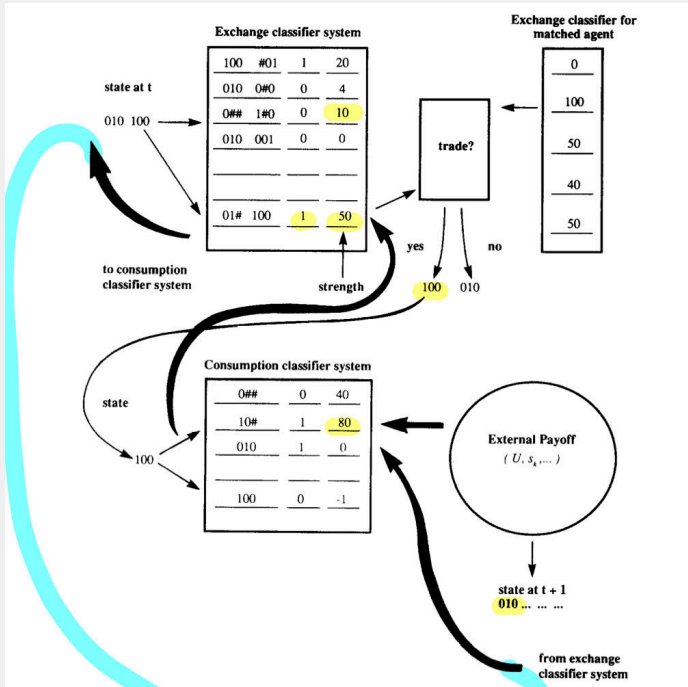 Exchange classifier system
100 #01 1 20
010 0#0 0 4
0## 1#0 0 10
010 001 0 0
01# 100 1 50
state at t
010 100
to consumption
classifier system
strength
trade?
yes
no
100
010
Exchange classifier for
matched agent
0
100
50
40
50
Consumption classifier system
0## 0 40
10# 1 80
010 1 0
100 0 -1
state
100
External Payoff
( U, sₖ,... )
state at t + 1
010 ... ... ...
from exchange
classifier system